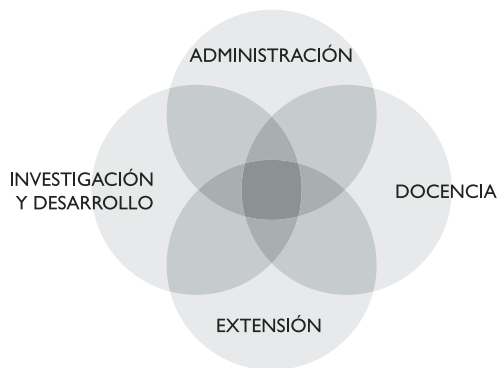 ADMINISTRACIÓN
INVESTIGACIÓN
Y DESARROLLO
DOCENCIA
EXTENSIÓN